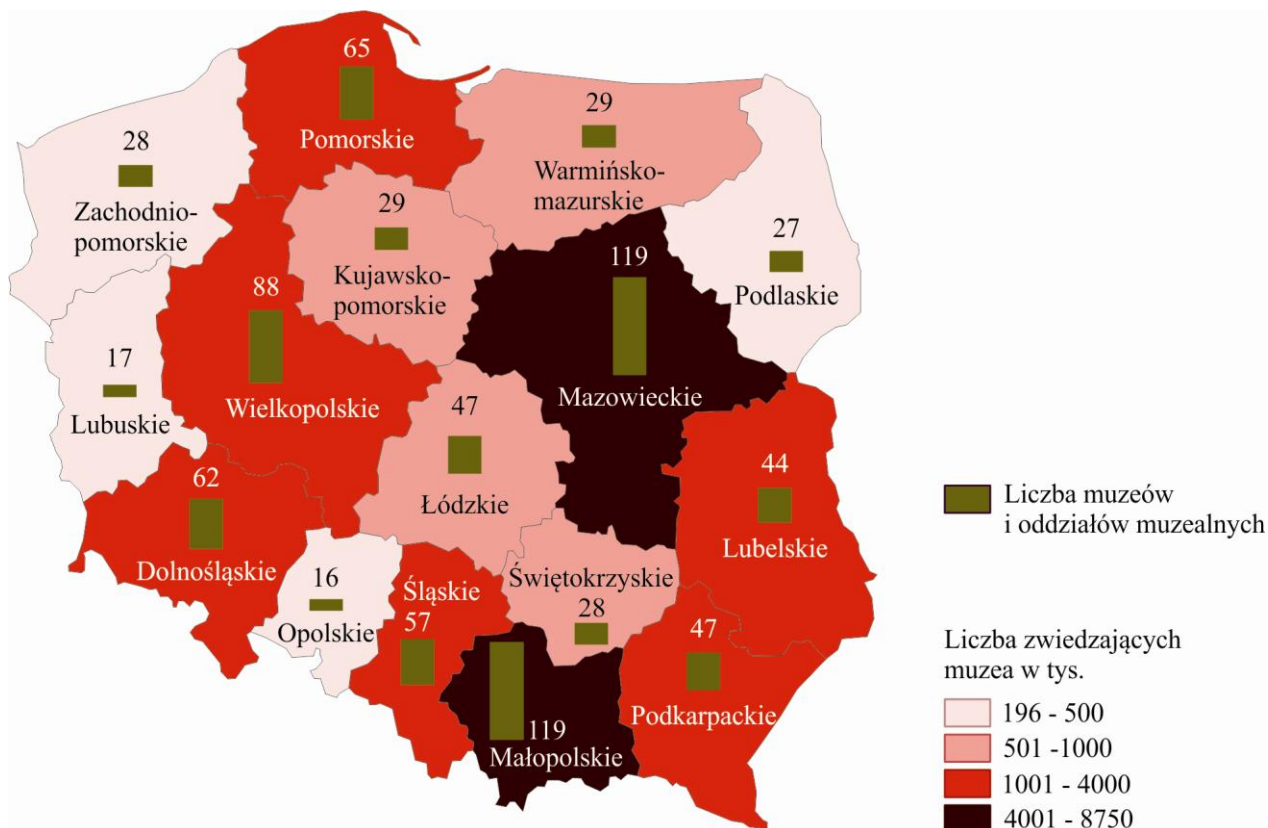 65
Pomorskie
29
Warmińsko-
mazurskie
28
Zachodnio-
pomorskie
29
Kujawsko-
pomorskie
27
Podlaskie
119
Mazowieckie
88
Wielkopolskie
17
Lubuskie
47
Łódzkie
44
Lubelskie
62
Dolnośląskie
16
Opolskie
Śląskie
57
Świętokrzyskie
28
47
Podkarpackie
119
Małopolskie
Liczba muzeów
i oddziałów muzealnych
Liczba zwiedzających
muzea w tys.
196 - 500
501 -1000
1001 - 4000
4001 - 8750